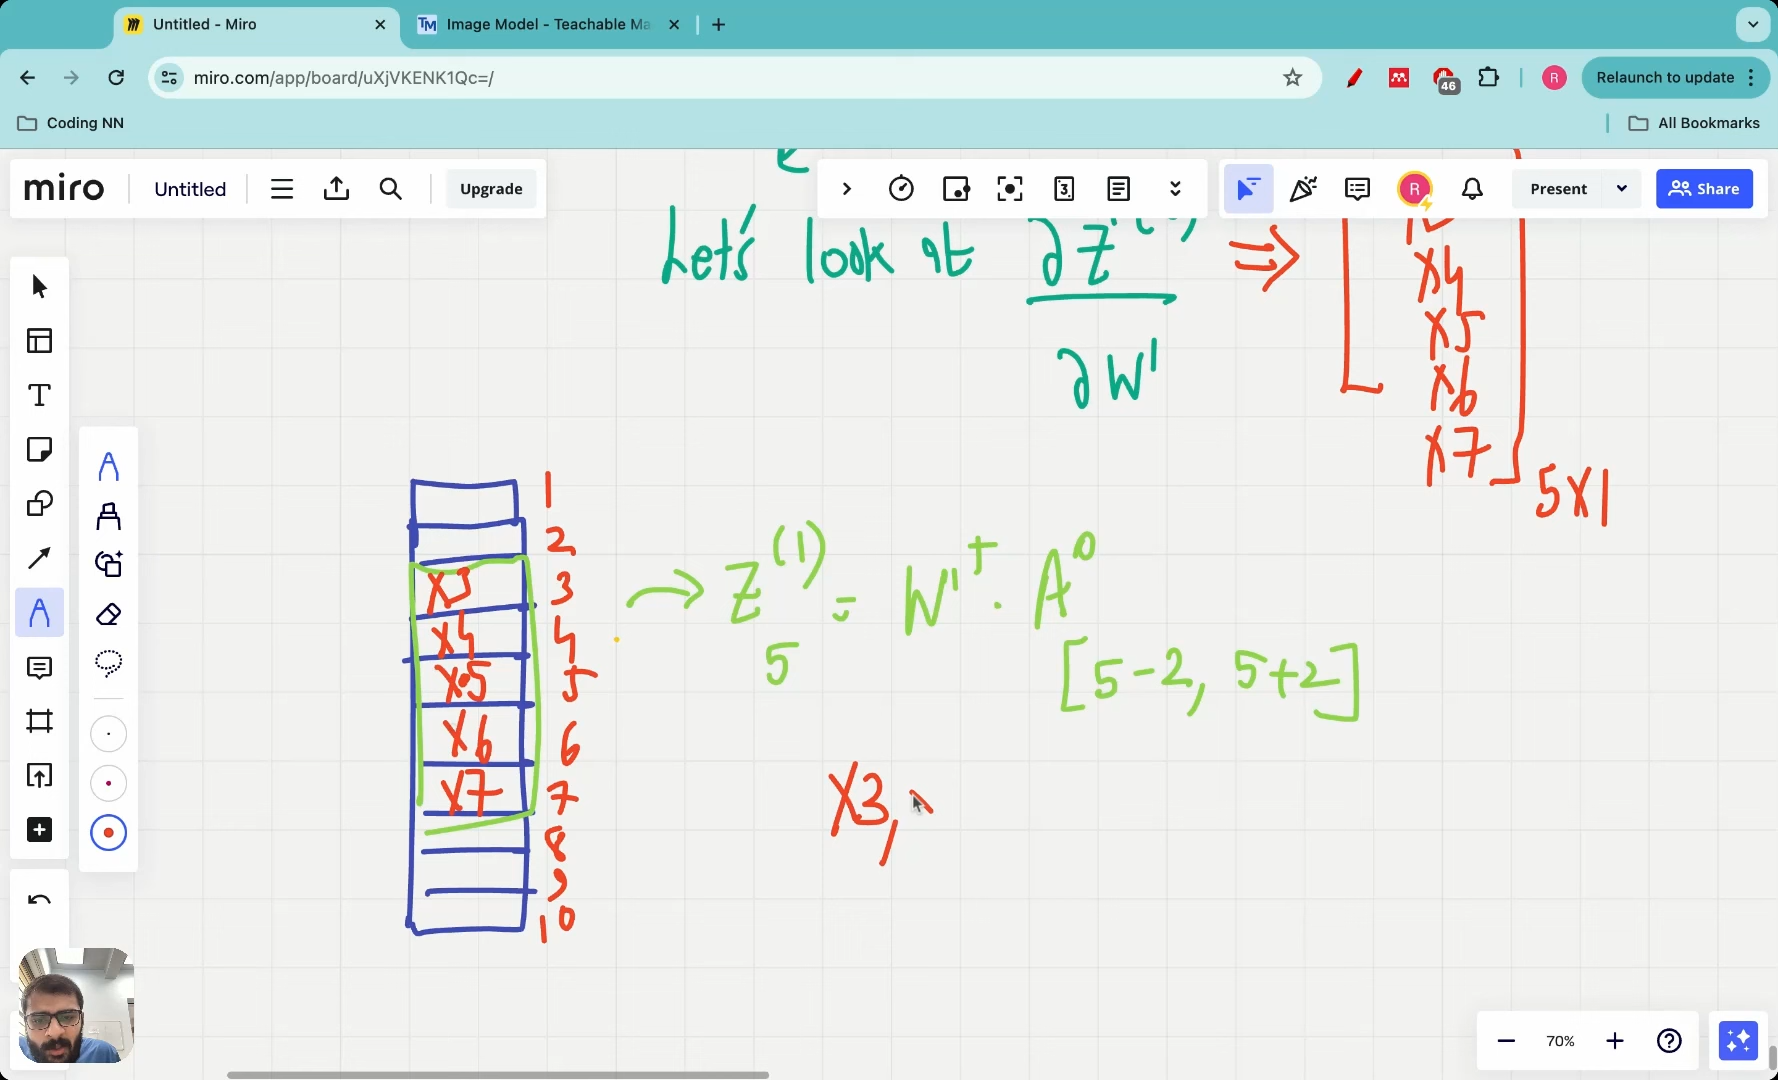 Untitled - Miro
Image Model - Teachable Ma
miro.com/app/board/uXjVKENK1Qc=/
46
R
Relaunch to update
Coding NN
All Bookmarks
miro
Untitled
Upgrade
3
R
Present
Share
Let's look at ∂Z ⇒
∂W'
X4
X5
X6
X7
5X1
1
2
X3 3
X4 4
X5 5
X6 6
X7 7
8
9
10
→ Z(1) = W'T . A0
5 [5-2, 5+2]
X3,
70%